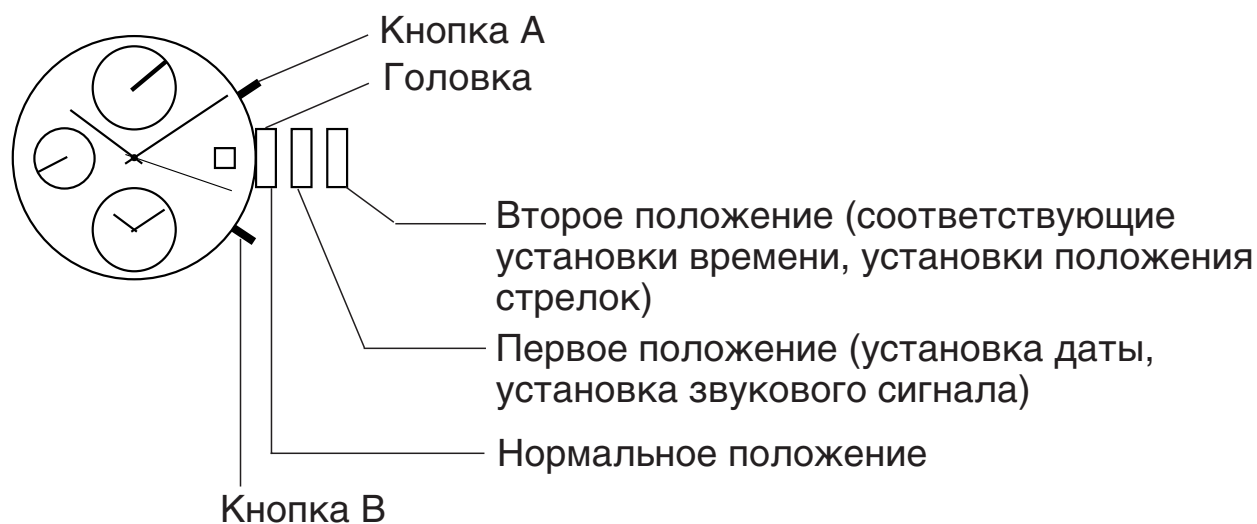 Кнопка A
Головка
Второе положение (соответствующие
установки времени, установки положения
стрелок)
Первое положение (установка даты,
установка звукового сигнала)
Нормальное положение
Кнопка B